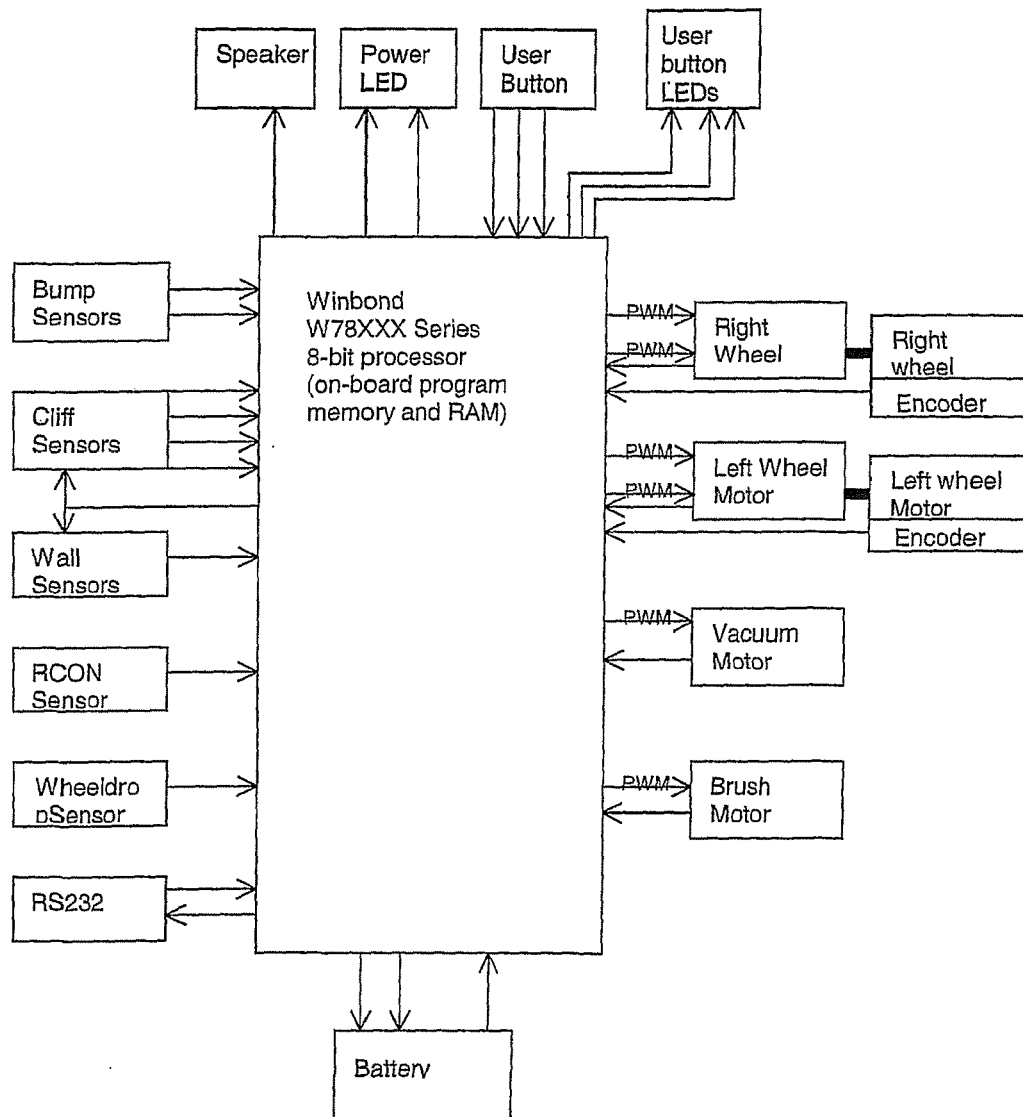 Speaker
Power
LED
User
Button
User
button
LEDs
Bump
Sensors
Winbond
W78XXX Series
8-bit processor
(on-board program
memory and RAM)
PWM
PWM
Right
Wheel
Right
wheel
Encoder
Cliff
Sensors
PWM
PWM
Left Wheel
Motor
Left wheel
Motor
Encoder
Wall
Sensors
PWM
Vacuum
Motor
RCON
Sensor
Wheeldro
pSensor
PWM
Brush
Motor
RS232
Battery